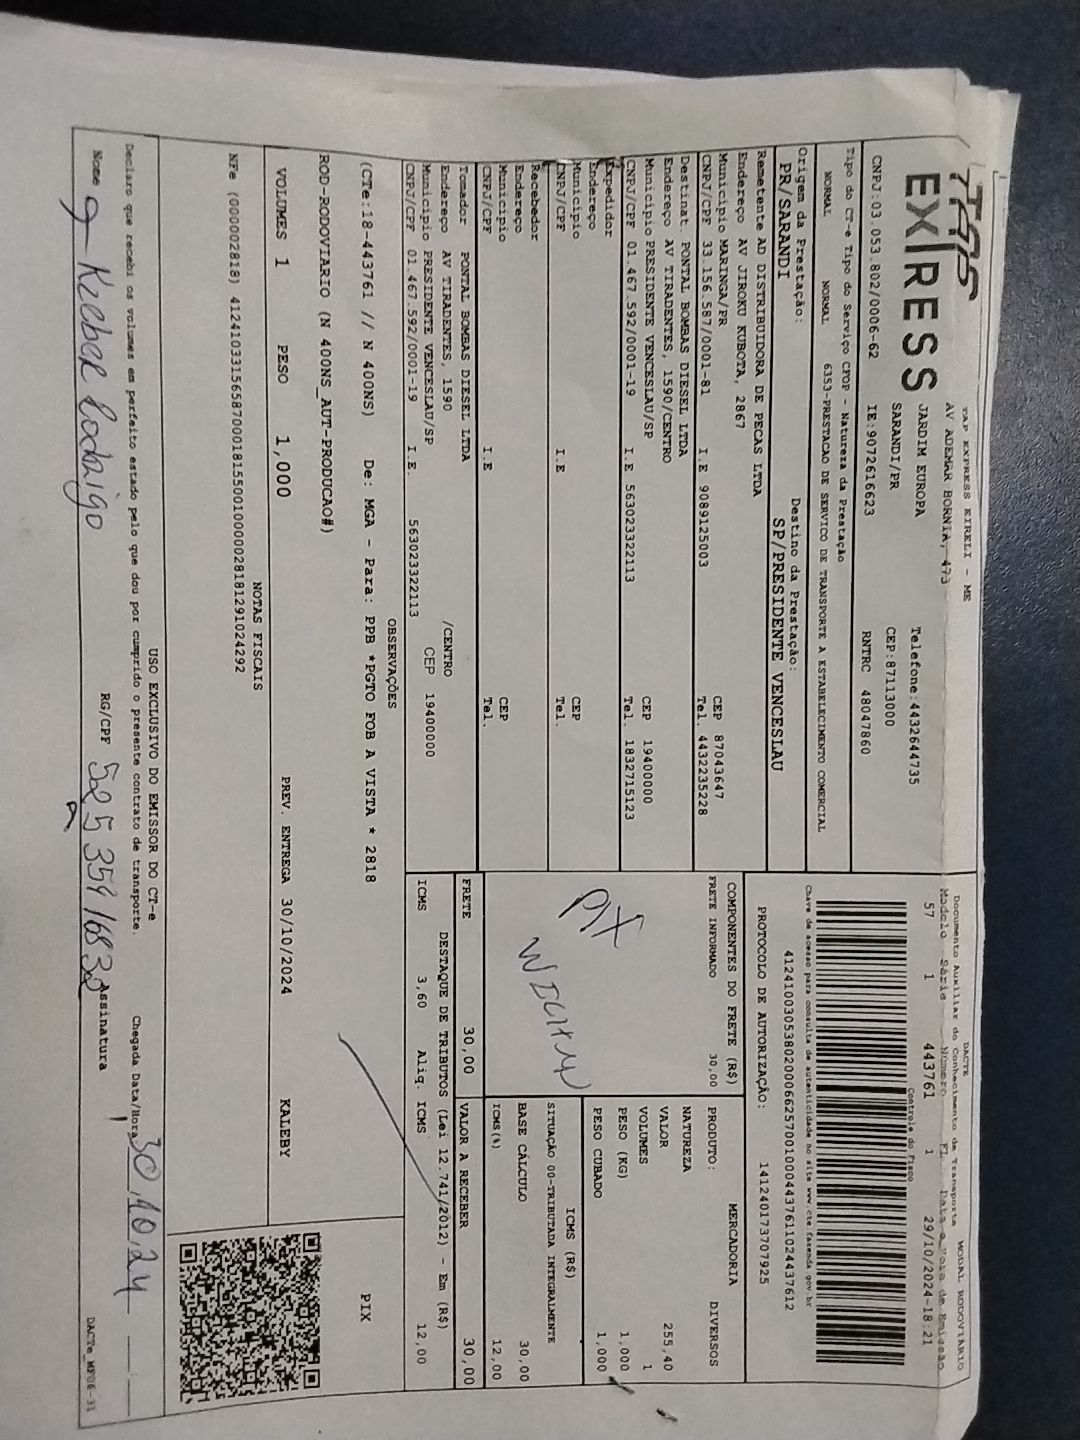 TAPS
EXPRESS
TAP EXPRESS EIRELI - ME
AV ADEMAR BORNIA, 473
JARDIM EUROPA
SARANDI/PR
Telefone:4432644735
CEP:87113000
CNPJ:03.053.802/0006-62
IE:9072616623
RNTRC 48047860
DACTE
MODAL RODOVIÁRIO
Documento Auxiliar do Conhecimento de Transporte
Modelo Série Número FL Data e Hora de Emissão
57 1 443761 1 29/10/2024-18:21
Controle do Fisco
Chave de acesso para consulta de autenticidade no site www.cte.fazenda.gov.br
41241003053802000662570010004437611024437612
PROTOCOLO DE AUTORIZAÇÃO: 141240173707925
Tipo do CT-e Tipo do Serviço CFOP - Natureza da Prestação
NORMAL NORMAL 6353-PRESTACAO DE SERVICO DE TRANSPORTE A ESTABELECIMENTO COMERCIAL
Origem da Prestação: Destino da Prestação:
PR/SARANDI SP/PRESIDENTE VENCESLAU
Remetente AD DISTRIBUIDORA DE PECAS LTDA
Endereço AV JIROKU KUBOTA, 2867
Município MARINGA/PR CEP 87043647
CNPJ/CPF 33.156.587/0001-81 I.E 9089125003 Tel. 4432235228
Destinat. PONTAL BOMBAS DIESEL LTDA
Endereço AV TIRADENTES, 1590/CENTRO
Município PRESIDENTE VENCESLAU/SP CEP 19400000
CNPJ/CPF 01.467.592/0001-19 I.E 563023322113 Tel. 1832715123
Expedidor
Endereço
Município CEP
CNPJ/CPF I.E Tel.
Recebedor
Endereço
Município CEP
CNPJ/CPF I.E Tel.
Tomador PONTAL BOMBAS DIESEL LTDA
Endereço AV TIRADENTES, 1590 /CENTRO
Município PRESIDENTE VENCESLAU/SP CEP 19400000
CNPJ/CPF 01.467.592/0001-19 I.E. 563023322113
COMPONENTES DO FRETE (R$)
FRETE INFORMADO 30,00
PIX
FRETE 30,00
PRODUTO: MERCADORIA
NATUREZA DIVERSOS
VALOR 255,40
VOLUMES 1
PESO (KG) 1,000
PESO CUBADO 1,000
ICMS (R$)
SITUAÇÃO 00-TRIBUTADA INTEGRALMENTE
BASE CÁLCULO 30,00
ICMS(%) 12,00
VALOR A RECEBER 30,00
DESTAQUE DE TRIBUTOS (Lei 12.741/2012) - Em (R$)
ICMS 3,60 Aliq. ICMS 12,00
OBSERVAÇÕES
(CTe:18-443761 // N 400NS) De: MGA - Para: PPB *PGTO FOB A VISTA * 2818
ROD-RODOVIARIO (N 400NS_AUT-PRODUCAO#)
PIX
VOLUMES 1 PESO 1,000 PREV. ENTREGA 30/10/2024 KALEBY
NOTAS FISCAIS
NFe (000002818) 41241033156587000181550010000028181291024292
USO EXCLUSIVO DO EMISSOR DO CT-e
Declaro que recebi os volumes em perfeito estado pelo que dou por cumprido o presente contrato de transporte.
Chegada Data/Hora 30,10,24
Nome Kleber Rodrigo RG/CPF 525 359 168 30 Assinatura
DACTe_MF06-31